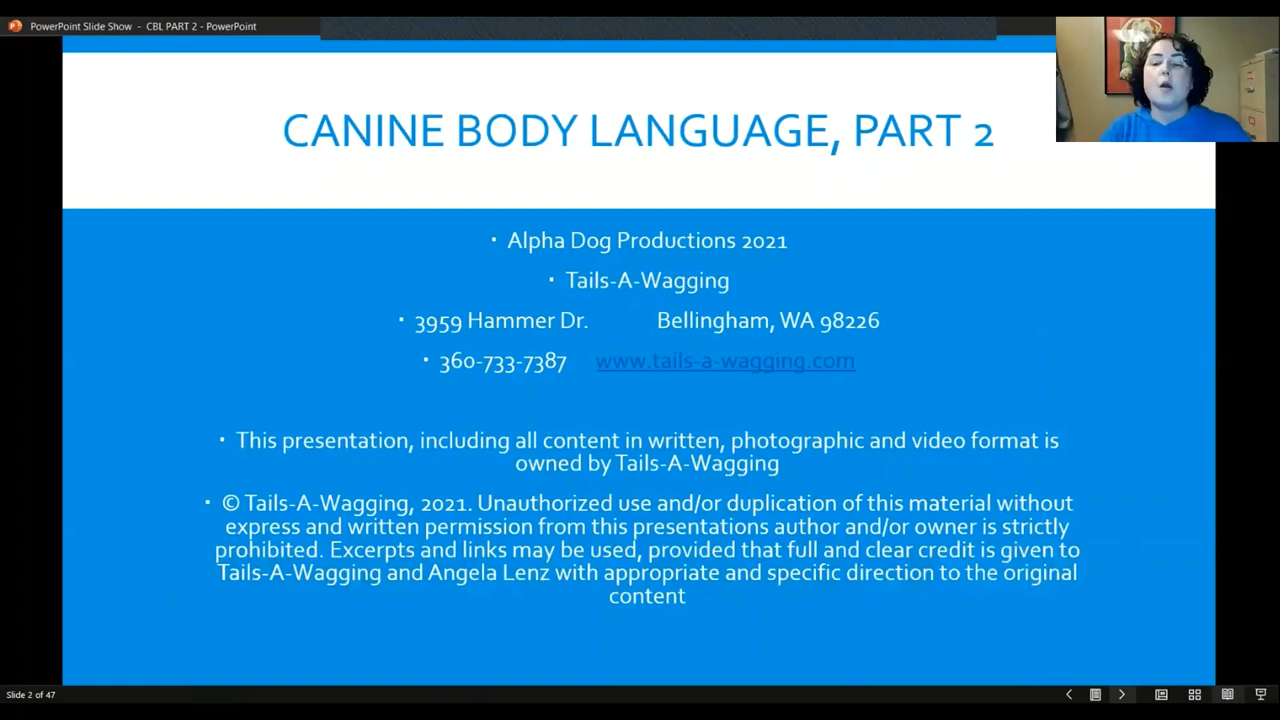 PowerPoint Slide Show - CBL PART 2 - PowerPoint
CANINE BODY LANGUAGE, PART 2
▪ Alpha Dog Productions 2021
▪ Tails-A-Wagging
▪ 3959 Hammer Dr. Bellingham, WA 98226
▪ 360-733-7387 www.tails-a-wagging.com
▪ This presentation, including all content in written, photographic and video format is
owned by Tails-A-Wagging
▪ © Tails-A-Wagging, 2021. Unauthorized use and/or duplication of this material without
express and written permission from this presentations author and/or owner is strictly
prohibited. Excerpts and links may be used, provided that full and clear credit is given to
Tails-A-Wagging and Angela Lenz with appropriate and specific direction to the original
content
Slide 2 of 47